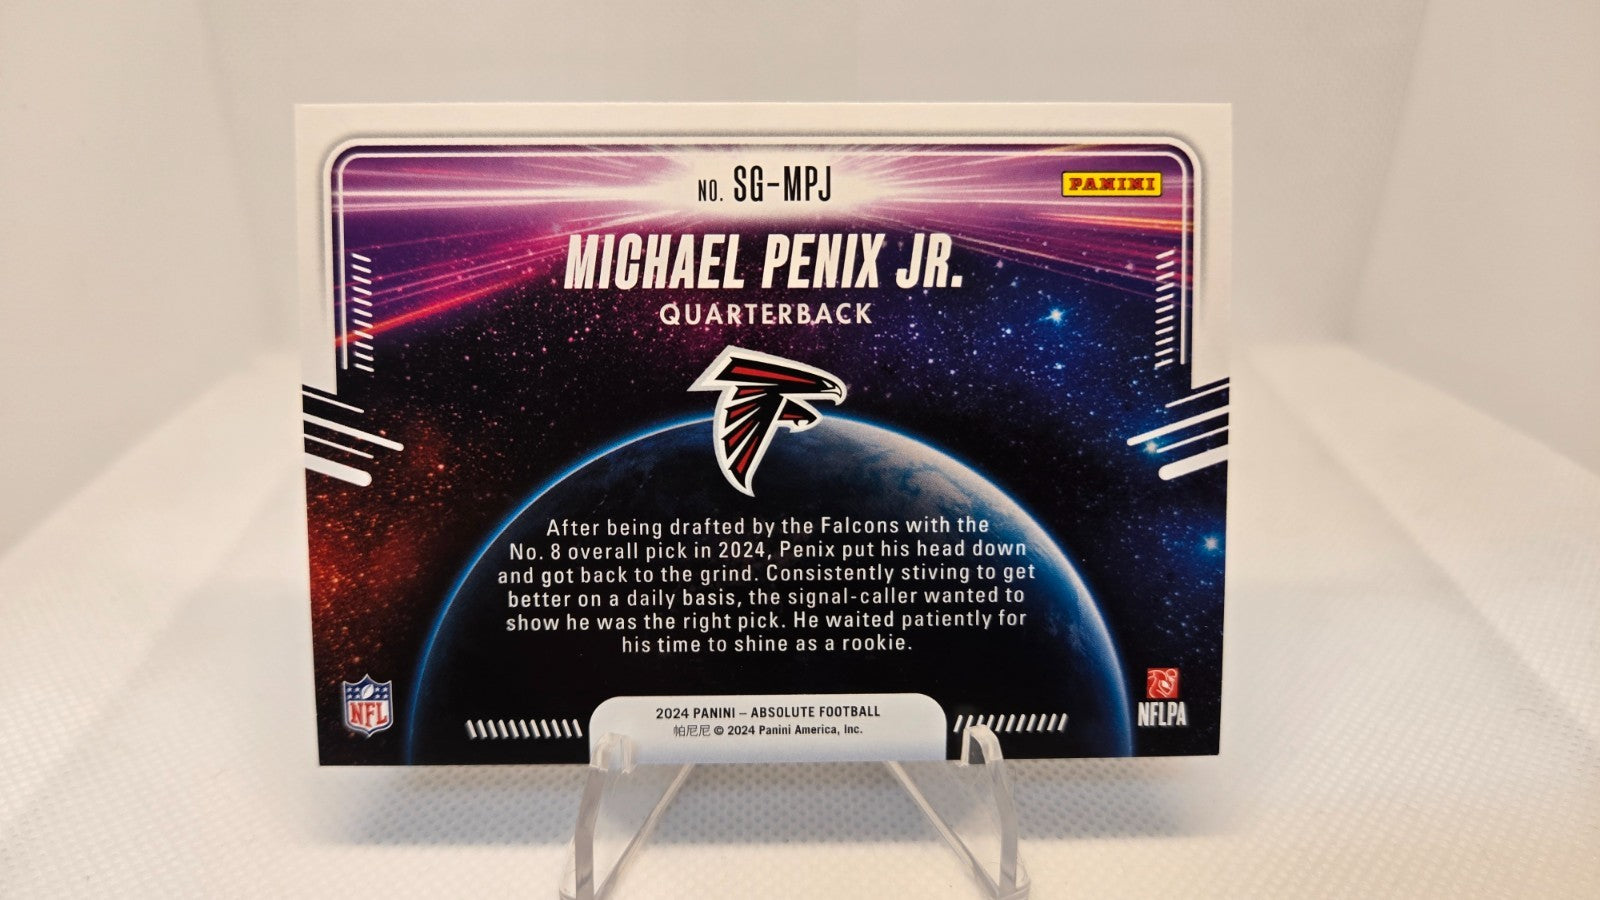 NO. SG-MPJ
PANINI
MICHAEL PENIX JR.
QUARTERBACK
After being drafted by the Falcons with the
No. 8 overall pick in 2024, Penix put his head down
and got back to the grind. Consistently stiving to get
better on a daily basis, the signal-caller wanted to
show he was the right pick. He waited patiently for
his time to shine as a rookie.
NFL
2024 PANINI – ABSOLUTE FOOTBALL
帕尼尼 © 2024 Panini America, Inc.
NFLPA